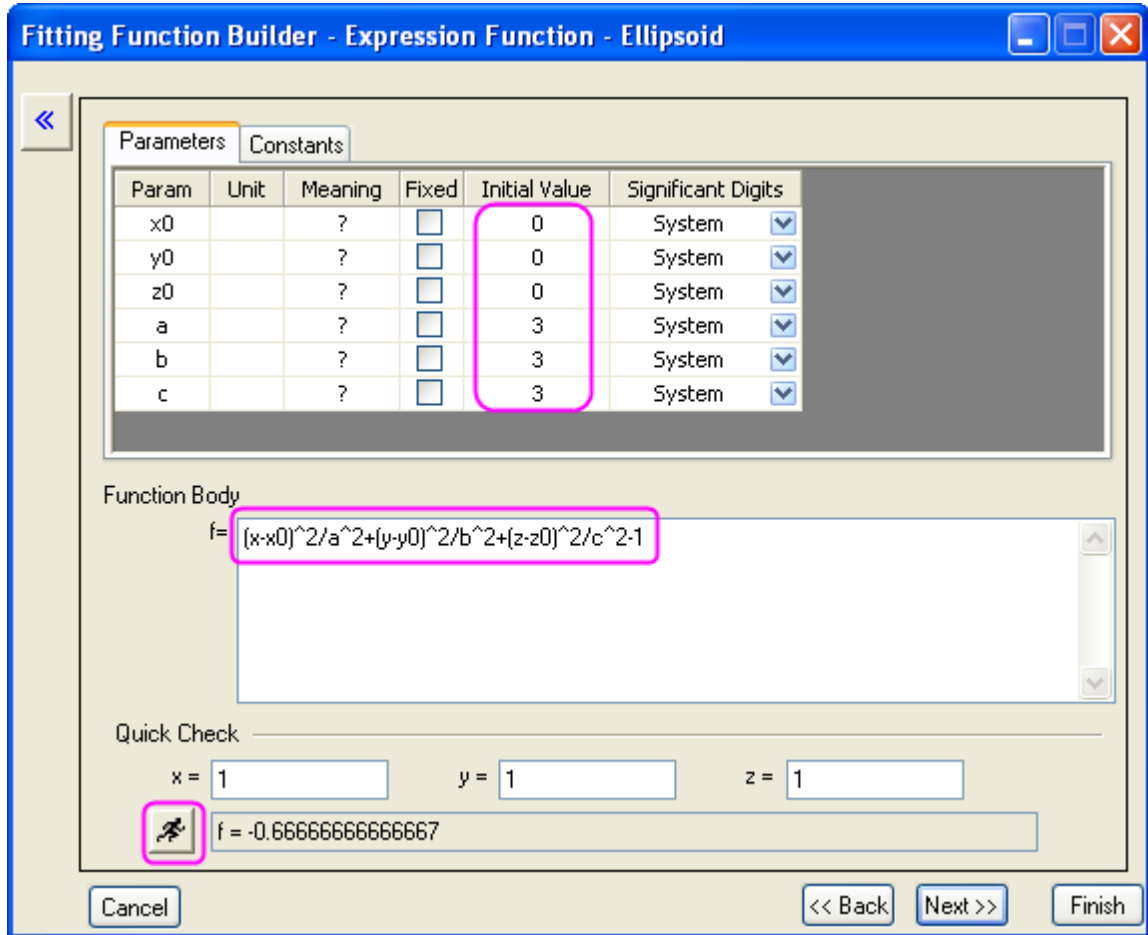 Fitting Function Builder - Expression Function - Ellipsoid
«
Parameters Constants
Param Unit Meaning Fixed Initial Value Significant Digits
x0 ? 0 System
y0 ? 0 System
z0 ? 0 System
a ? 3 System
b ? 3 System
c ? 3 System
Function Body
f= (x-x0)^2/a^2+(y-y0)^2/b^2+(z-z0)^2/c^2-1
Quick Check
x = 1 y = 1 z = 1
f = -0.66666666666667
Cancel << Back Next >> Finish